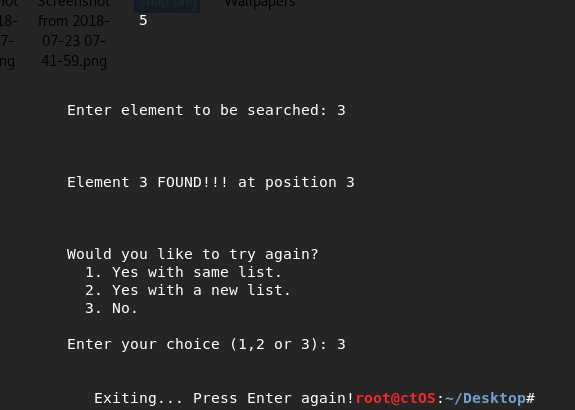 Screenshot Snap.png Wallpapers
from 2018- 5
07-23 07-
41-59.png
Enter element to be searched: 3
Element 3 FOUND!!! at position 3
Would you like to try again?
1. Yes with same list.
2. Yes with a new list.
3. No.
Enter your choice (1,2 or 3): 3
Exiting... Press Enter again!root@ctOS:~/Desktop#